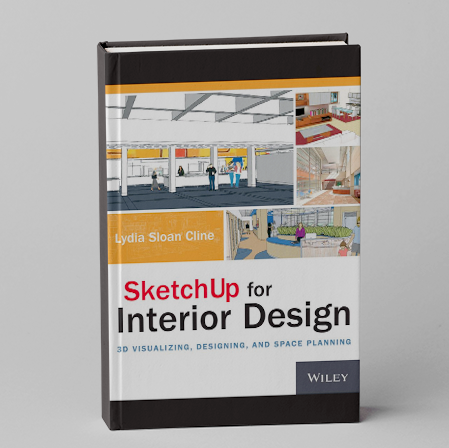 Lydia Sloan Cline
SketchUp for
Interior Design
3D VISUALIZING, DESIGNING, AND SPACE PLANNING
WILEY